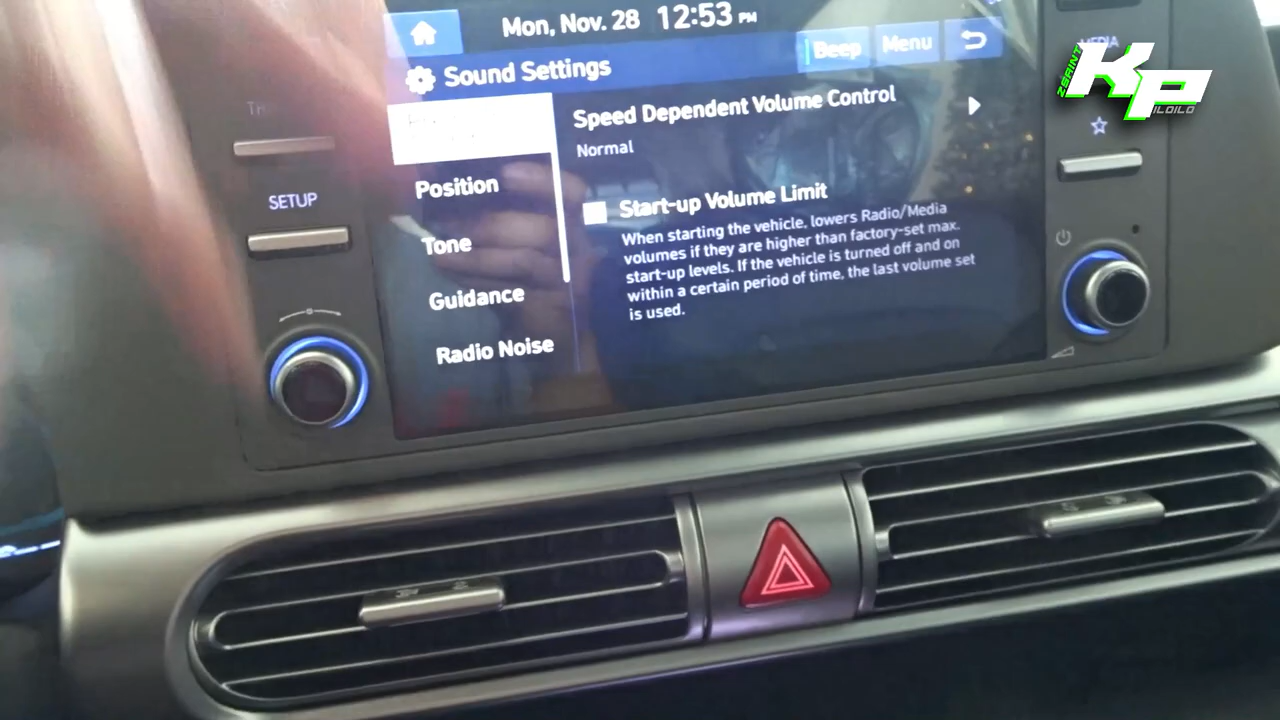 Mon, Nov. 28 12:53 PM
Beep Menu
Sound Settings
Position
Tone
Guidance
Radio Noise
Speed Dependent Volume Control
Normal
Start-up Volume Limit
When starting the vehicle, lowers Radio/Media
volumes if they are higher than factory-set max.
start-up levels. If the vehicle is turned off and on
within a certain period of time, the last volume set
is used.
SETUP
MEDIA
2SPRINT
KP
ILOILO